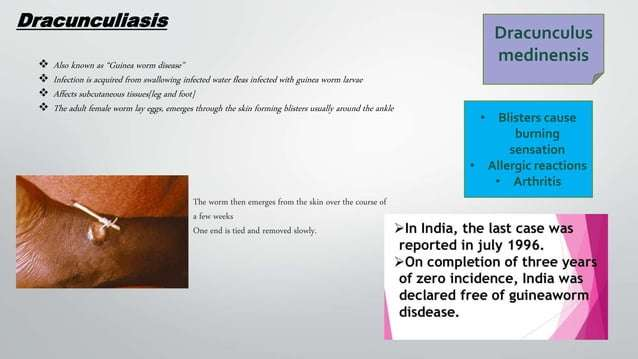 Dracunculiasis
❖ Also known as "Guinea worm disease"
❖ Infection is acquired from swallowing infected water fleas infected with guinea worm larvae
❖ Affects subcutaneous tissues[leg and foot]
❖ The adult female worm lay eggs, emerges through the skin forming blisters usually around the ankle
Dracunculus
medinensis
• Blisters cause
burning
sensation
• Allergic reactions
• Arthritis
The worm then emerges from the skin over the course of
a few weeks
One end is tied and removed slowly.
➢In India, the last case was
reported in july 1996.
➢On completion of three years
of zero incidence, India was
declared free of guineaworm
disdease.